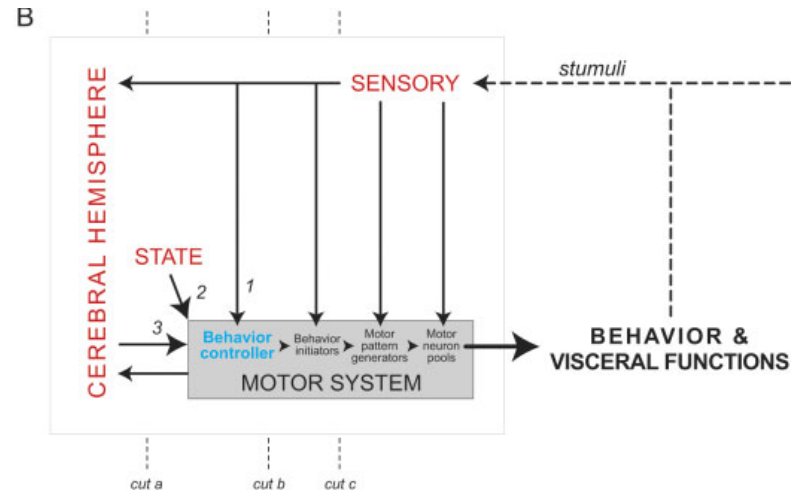 B
stumuli
SENSORY
CEREBRAL HEMISPHERE
STATE
1
2
3
Behavior
controller
Behavior
initiators
Motor
pattern
generators
Motor
neuron
pools
MOTOR SYSTEM
BEHAVIOR &
VISCERAL FUNCTIONS
cut a
cut b
cut c